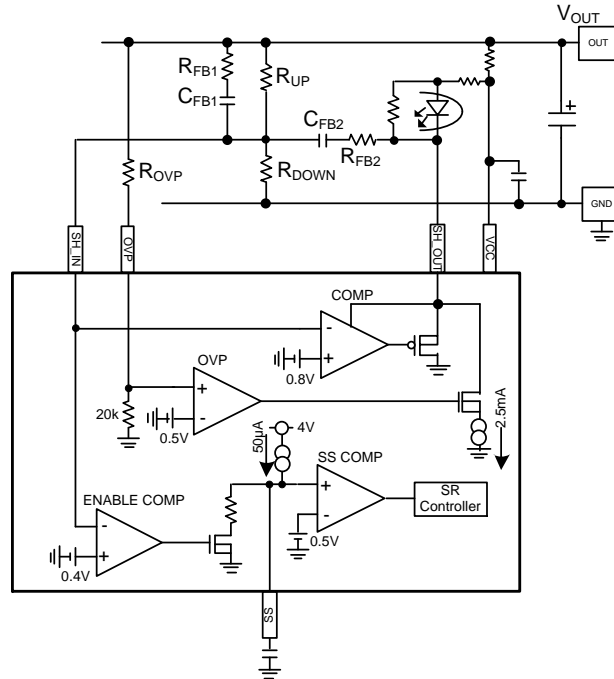 VOUT
OUT
RFB1
CFB1
RUP
CFB2
RFB2
ROVP
RDOWN
GND
SH_IN
OVP
SH_OUT
VCC
COMP
-
+
0.8V
OVP
+
-
20k
0.5V
2.5mA
50µA
4V
SS COMP
+
-
0.5V
SR
Controller
ENABLE COMP
-
+
0.4V
SS
+